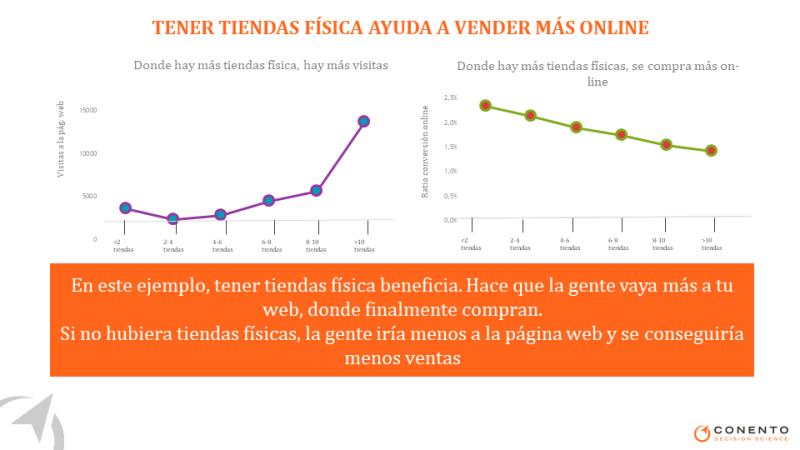 TENER TIENDAS FÍSICA AYUDA A VENDER MÁS ONLINE
Donde hay más tiendas física, hay más visitas
Visitas a la pág. web
15000
10000
5000
0
<2 tiendas
2-4 tiendas
4-6 tiendas
6-8 tiendas
8-10 tiendas
>10 tiendas
Donde hay más tiendas físicas, se compra más on-
line
Ratio conversión online
2,5%
2,0%
1,5%
1,0%
0,5%
0,0%
<2 tiendas
2-4 tiendas
4-6 tiendas
6-8 tiendas
8-10 tiendas
>10 tiendas
En este ejemplo, tener tiendas física beneficia. Hace que la gente vaya más a tu
web, donde finalmente compran.
Si no hubiera tiendas físicas, la gente iría menos a la página web y se conseguiría
menos ventas
CONENTO
DECISION SCIENCE